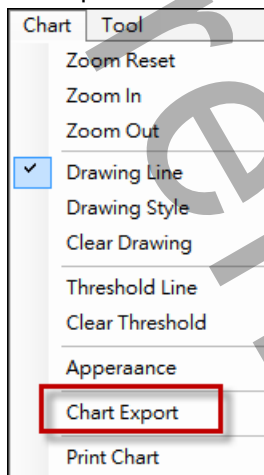 Chart Tool
Zoom Reset
Zoom In
Zoom Out
Drawing Line
Drawing Style
Clear Drawing
Threshold Line
Clear Threshold
Apperaance
Chart Export
Print Chart